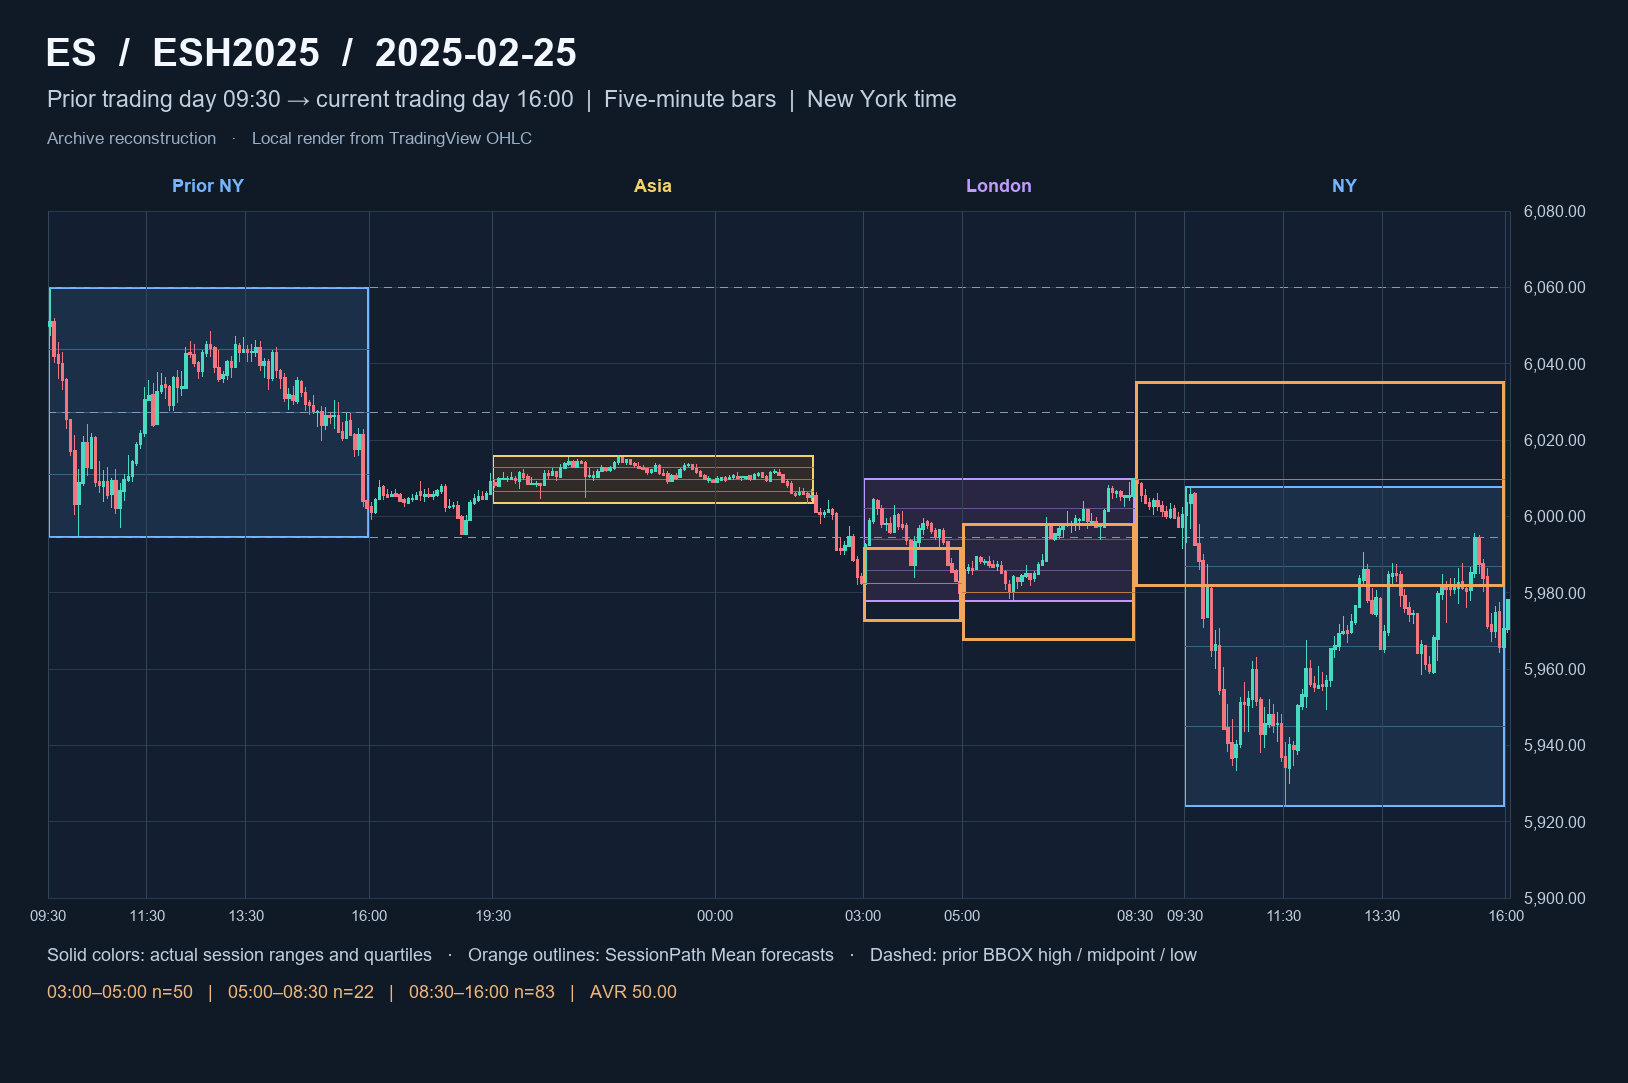 ES / ESH2025 / 2025-02-25
Prior trading day 09:30 → current trading day 16:00 | Five-minute bars | New York time
Archive reconstruction · Local render from TradingView OHLC
Prior NY Asia London NY
6,080.00
6,060.00
6,040.00
6,020.00
6,000.00
5,980.00
5,960.00
5,940.00
5,920.00
5,900.00
09:30 11:30 13:30 16:00 19:30 00:00 03:00 05:00 08:30 09:30 11:30 13:30 16:00
Solid colors: actual session ranges and quartiles · Orange outlines: SessionPath Mean forecasts · Dashed: prior BBOX high / midpoint / low
03:00–05:00 n=50 | 05:00–08:30 n=22 | 08:30–16:00 n=83 | AVR 50.00